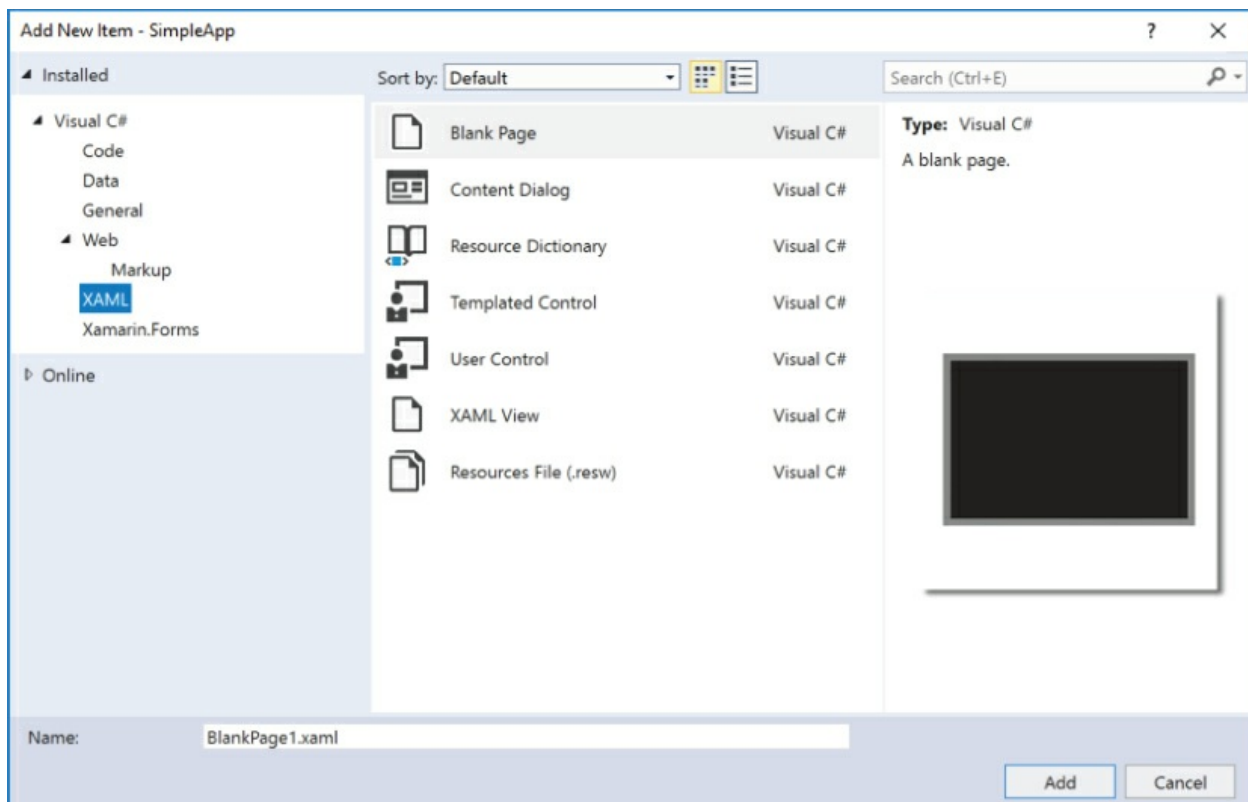 Add New Item - SimpleApp
?
Installed
Sort by: Default
Search (Ctrl+E)
Visual C#
Code
Data
General
Web
Markup
XAML
Xamarin.Forms
Online
Blank Page Visual C#
Content Dialog Visual C#
Resource Dictionary Visual C#
Templated Control Visual C#
User Control Visual C#
XAML View Visual C#
Resources File (.resw) Visual C#
Type: Visual C#
A blank page.
Name: BlankPage1.xaml
Add Cancel